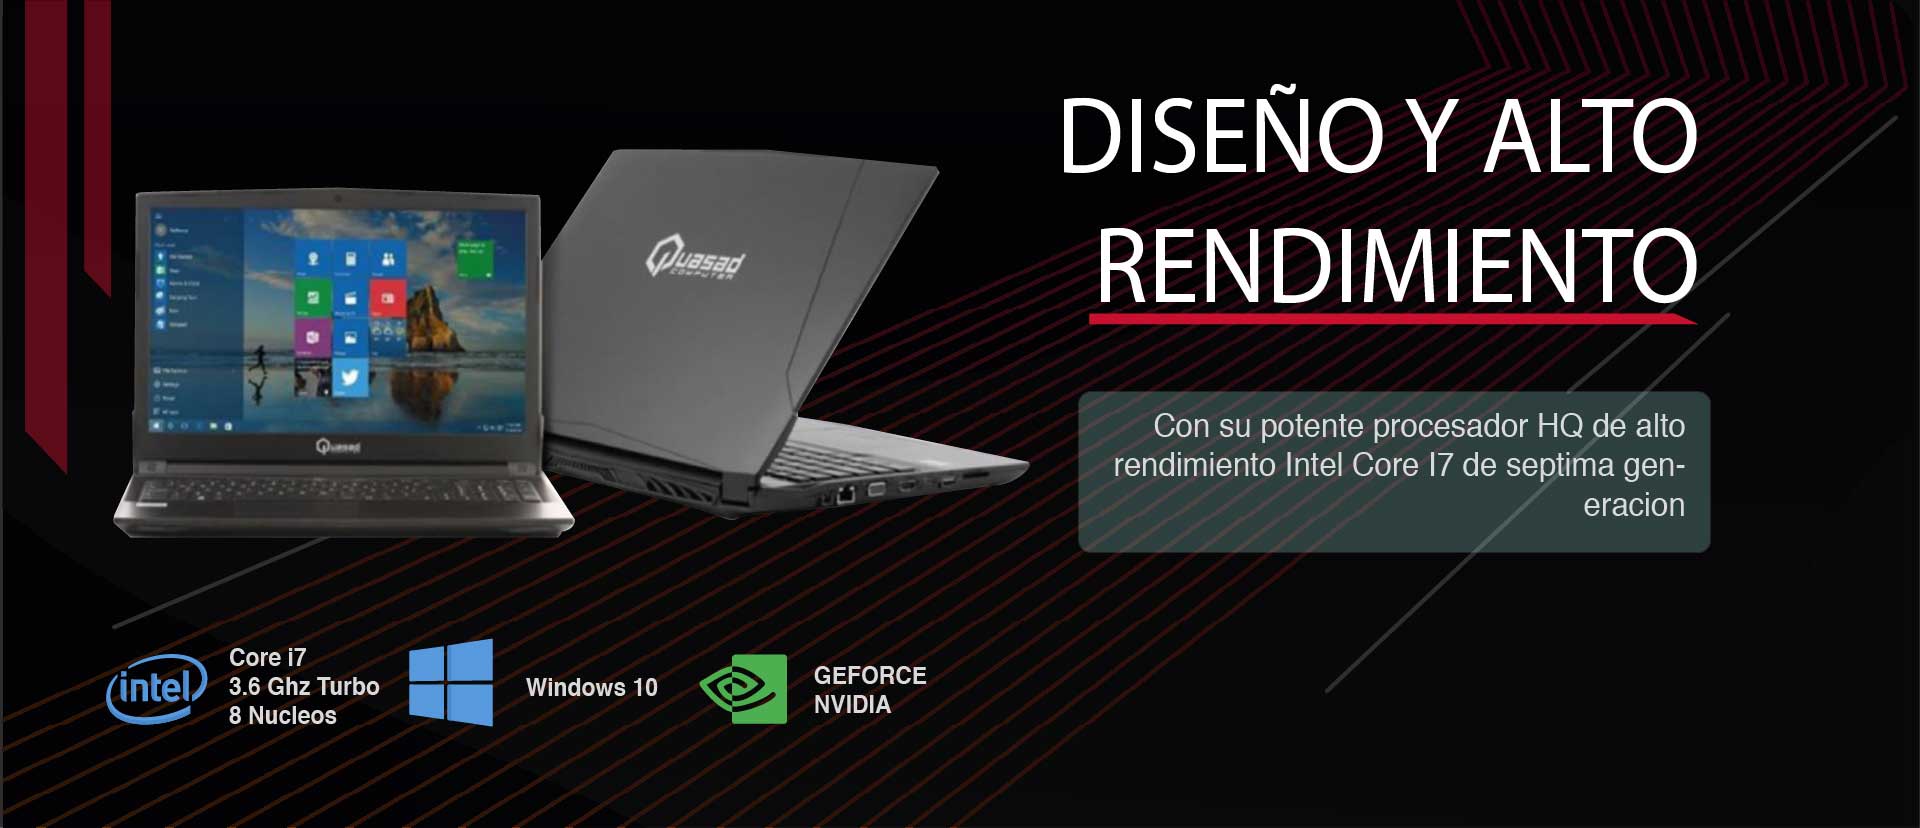 DISEÑO Y ALTO
RENDIMIENTO
Quasad
COMPUTER
Quasad
Con su potente procesador HQ de alto
rendimiento Intel Core I7 de septima gen-
eracion
intel
Core i7
3.6 Ghz Turbo
8 Nucleos
Windows 10
GEFORCE
NVIDIA